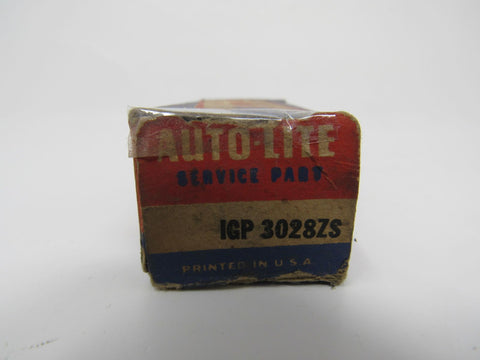 AUTO-LITE
SERVICE PART
IGP 3028ZS
PRINTED IN U.S.A.